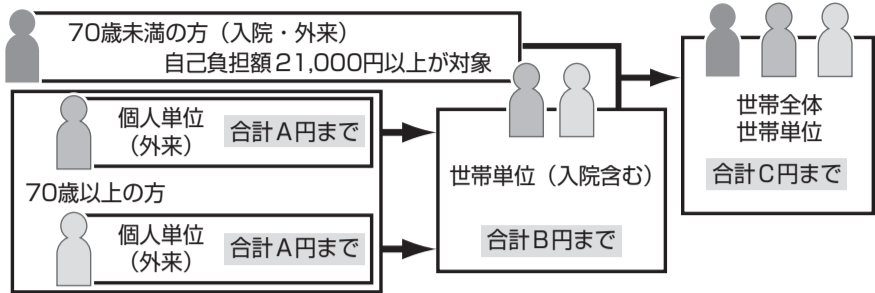 70歳未満の方（入院・外来）
自己負担額21,000円以上が対象
個人単位
（外来）
合計A円まで
70歳以上の方
個人単位
（外来）
合計A円まで
世帯単位（入院含む）
合計B円まで
世帯全体
世帯単位
合計C円まで